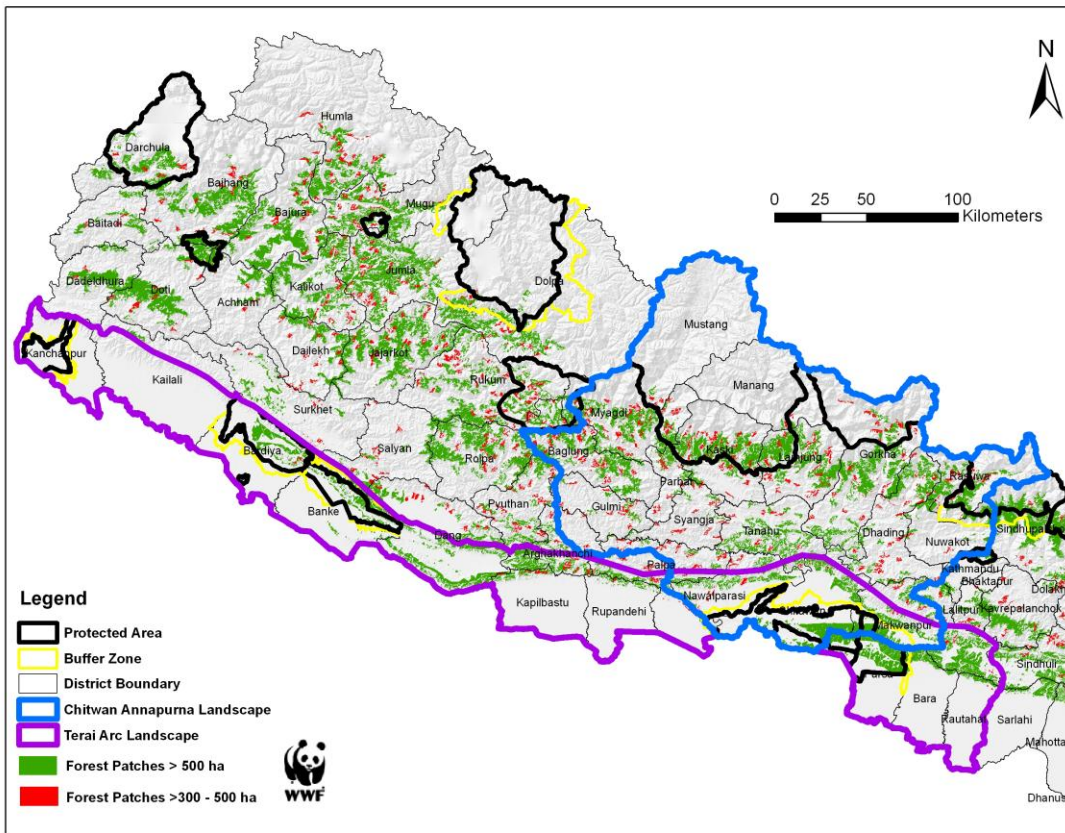 N
0 25 50 100
Kilometers
Humla
Darchula
Bajhang
Mugu
Bajura
Baitadi
Jumla
Dolpa
Dadeldhura
Doti
Kalikot
Achham
Mustang
Dailekh
Jajarkot
Kanchanpur
Rukum
Manang
Kailali
Myagdi
Surkhet
Salyan
Baglung
Kaski
Lamjung
Gorkha
Bardiya
Rolpa
Parbat
Rasuwa
Pyuthan
Gulmi
Syangja
Banke
Tanahu
Dhading
Nuwakot
Dang
Arghakhanchi
Palpa
Kathmandu
Bhaktapur
Nawalparasi
Lalitpur
Kavrepalanchok
Kapilbastu
Rupandehi
Makwanpur
Sindhuli
Bara
Rautahat
Sarlahi
Legend
Protected Area
Buffer Zone
District Boundary
Chitwan Annapurna Landscape
Terai Arc Landscape
Forest Patches > 500 ha
Forest Patches >300 - 500 ha
WWF